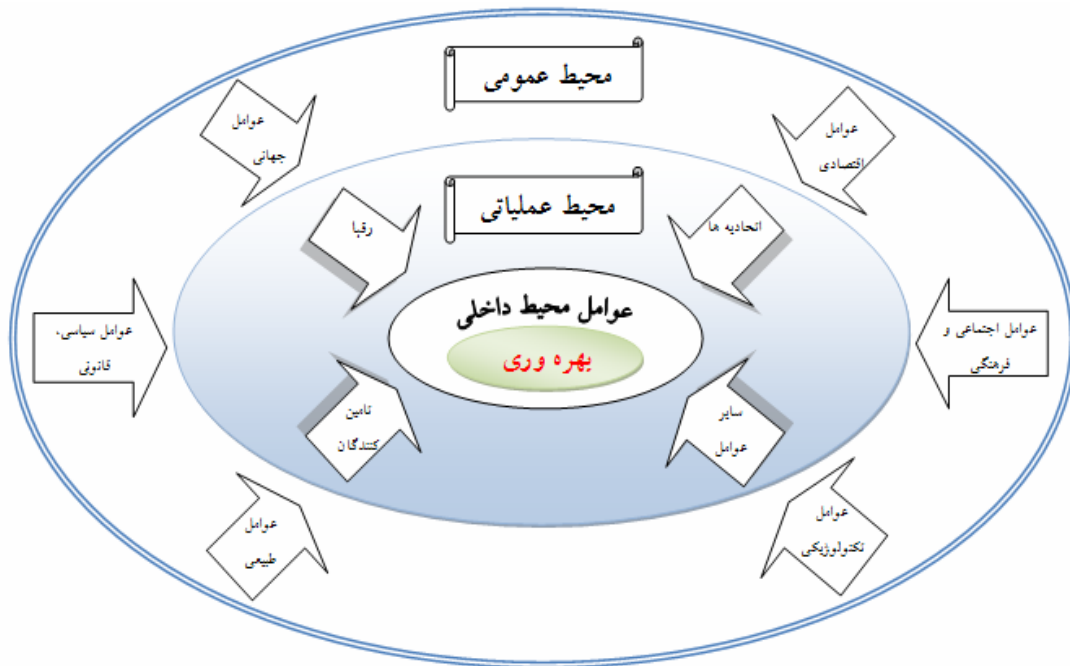 محیط عمومی
عوامل
اقتصادی
عوامل
جهانی
محیط عملیاتی
اتحادیه ها
رقبا
عوامل اجتماعی و
فرهنگی
عوامل محیط داخلی
بهره وری
عوامل سیاسی،
قانونی
سایر
عوامل
تامین
کنندگان
عوامل
تکنولوژیکی
عوامل
طبیعی